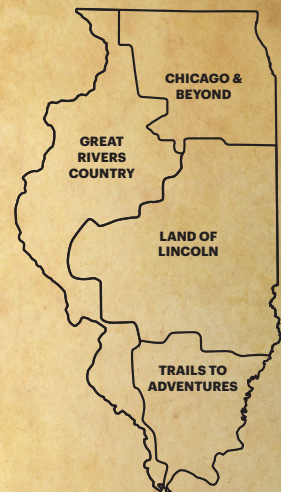 CHICAGO &
BEYOND
GREAT
RIVERS
COUNTRY
LAND OF
LINCOLN
TRAILS TO
ADVENTURES